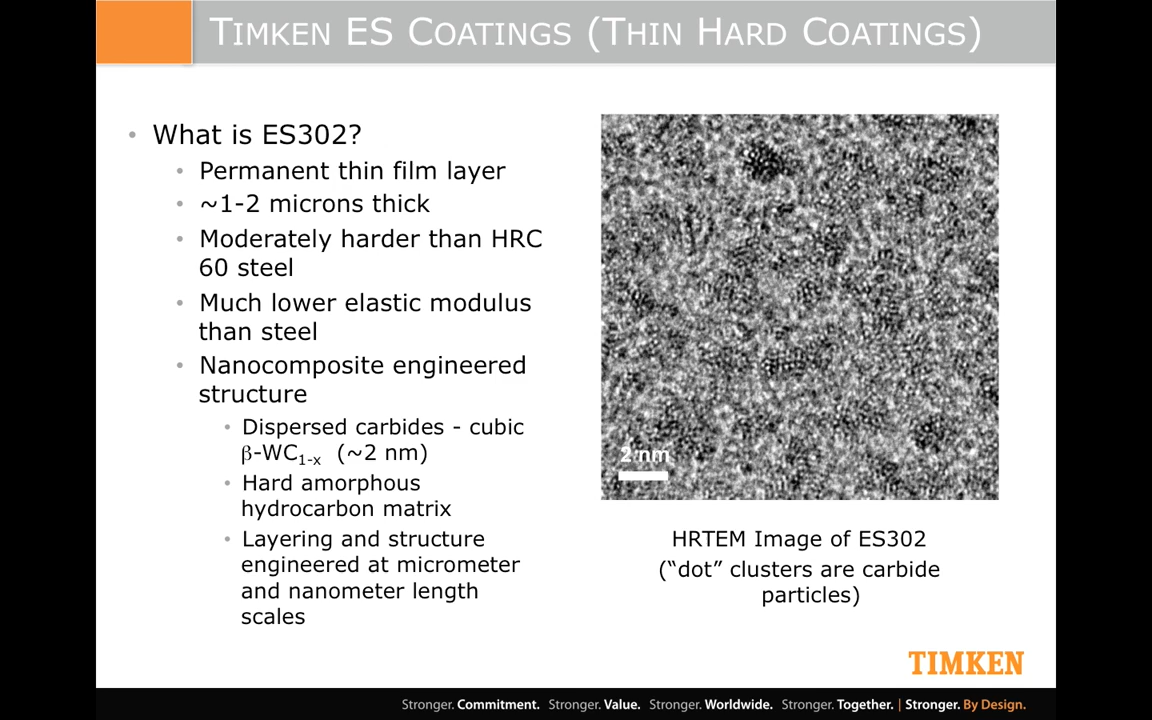 TIMKEN ES COATINGS (THIN HARD COATINGS)
• What is ES302?
• Permanent thin film layer
• ~1-2 microns thick
• Moderately harder than HRC
60 steel
• Much lower elastic modulus
than steel
• Nanocomposite engineered
structure
• Dispersed carbides - cubic
β-WC1-x (~2 nm)
• Hard amorphous
hydrocarbon matrix
• Layering and structure
engineered at micrometer
and nanometer length
scales
2 nm
HRTEM Image of ES302
(“dot” clusters are carbide
particles)
TIMKEN
Stronger. Commitment. Stronger. Value. Stronger. Worldwide. Stronger. Together. | Stronger. By Design.